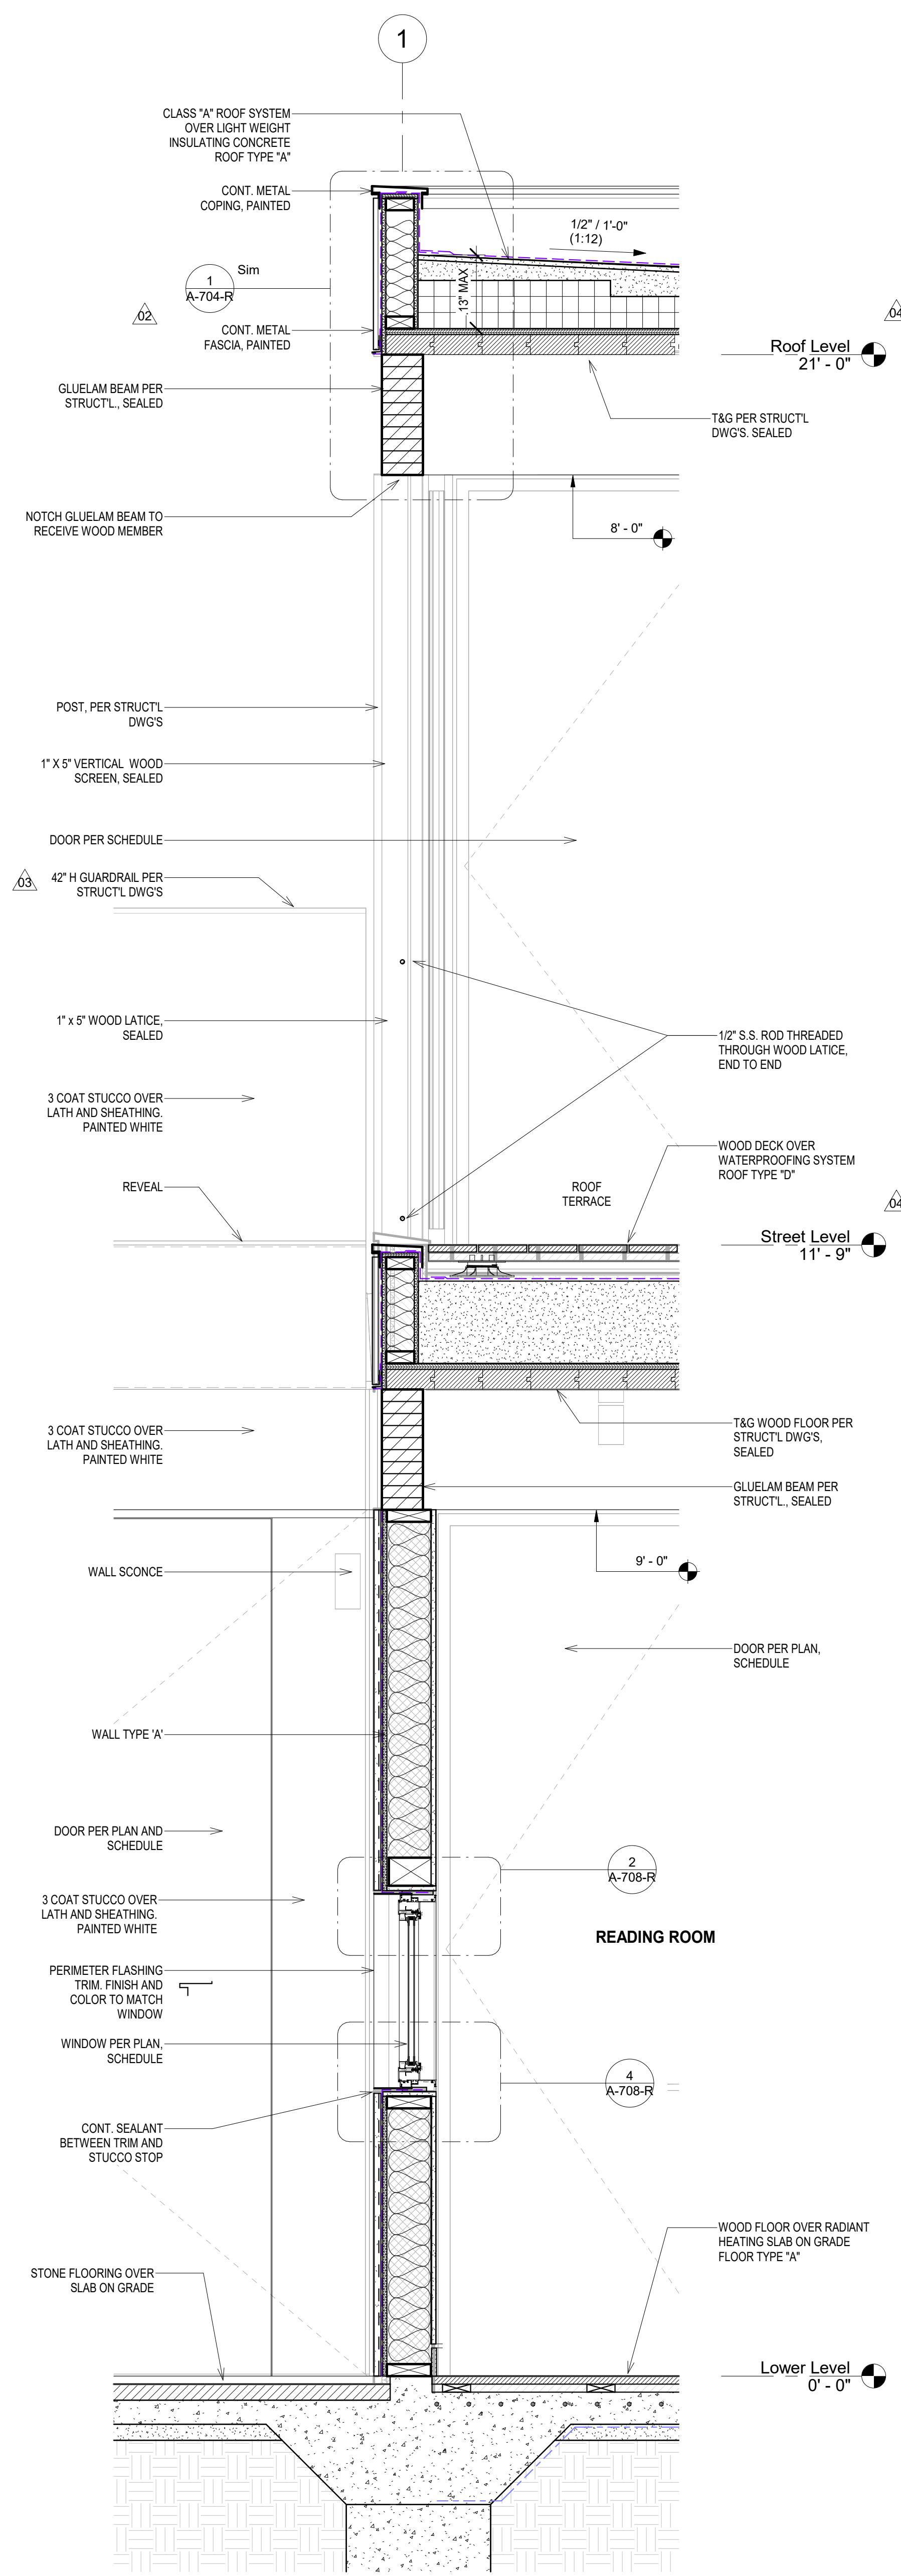 1
CLASS "A" ROOF SYSTEM
OVER LIGHT WEIGHT
INSULATING CONCRETE
ROOF TYPE "A"
CONT. METAL
COPING, PAINTED
1/2" / 1'-0"
(1:12)
1
A-704-R
Sim
13" MAX
02
04
CONT. METAL
FASCIA, PAINTED
Roof Level
21' - 0"
GLUELAM BEAM PER
STRUCT'L., SEALED
T&G PER STRUCT'L
DWG'S. SEALED
NOTCH GLUELAM BEAM TO
RECEIVE WOOD MEMBER
8' - 0"
POST, PER STRUCT'L
DWG'S
1" X 5" VERTICAL WOOD
SCREEN, SEALED
DOOR PER SCHEDULE
03
42" H GUARDRAIL PER
STRUCT'L DWG'S
1" x 5" WOOD LATICE,
SEALED
1/2" S.S. ROD THREADED
THROUGH WOOD LATICE,
END TO END
3 COAT STUCCO OVER
LATH AND SHEATHING.
PAINTED WHITE
WOOD DECK OVER
WATERPROOFING SYSTEM
ROOF TYPE "D"
REVEAL
ROOF
TERRACE
04
Street Level
11' - 9"
3 COAT STUCCO OVER
LATH AND SHEATHING.
PAINTED WHITE
T&G WOOD FLOOR PER
STRUCT'L DWG'S,
SEALED
GLUELAM BEAM PER
STRUCT'L., SEALED
WALL SCONCE
9' - 0"
DOOR PER PLAN,
SCHEDULE
WALL TYPE 'A'
DOOR PER PLAN AND
SCHEDULE
2
A-708-R
3 COAT STUCCO OVER
LATH AND SHEATHING.
PAINTED WHITE
READING ROOM
PERIMETER FLASHING
TRIM. FINISH AND
COLOR TO MATCH
WINDOW
WINDOW PER PLAN,
SCHEDULE
4
A-708-R
CONT. SEALANT
BETWEEN TRIM AND
STUCCO STOP
WOOD FLOOR OVER RADIANT
HEATING SLAB ON GRADE
FLOOR TYPE "A"
STONE FLOORING OVER
SLAB ON GRADE
Lower Level
0' - 0"